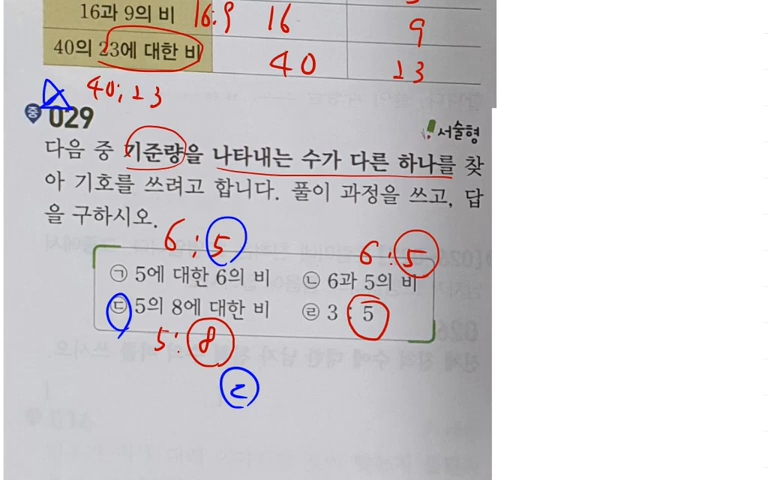 16과 9의 비 16:9 16 9
40의 23에 대한 비 40 23
40:23
중 029
서술형
다음 중 기준량을 나타내는 수가 다른 하나를 찾
아 기호를 쓰려고 합니다. 풀이 과정을 쓰고, 답
을 구하시오.
6:5 6:5
㉠ 5에 대한 6의 비 ㉡ 6과 5의 비
㉢ 5의 8에 대한 비 ㉣ 3 : 5
5:8
ㄷ